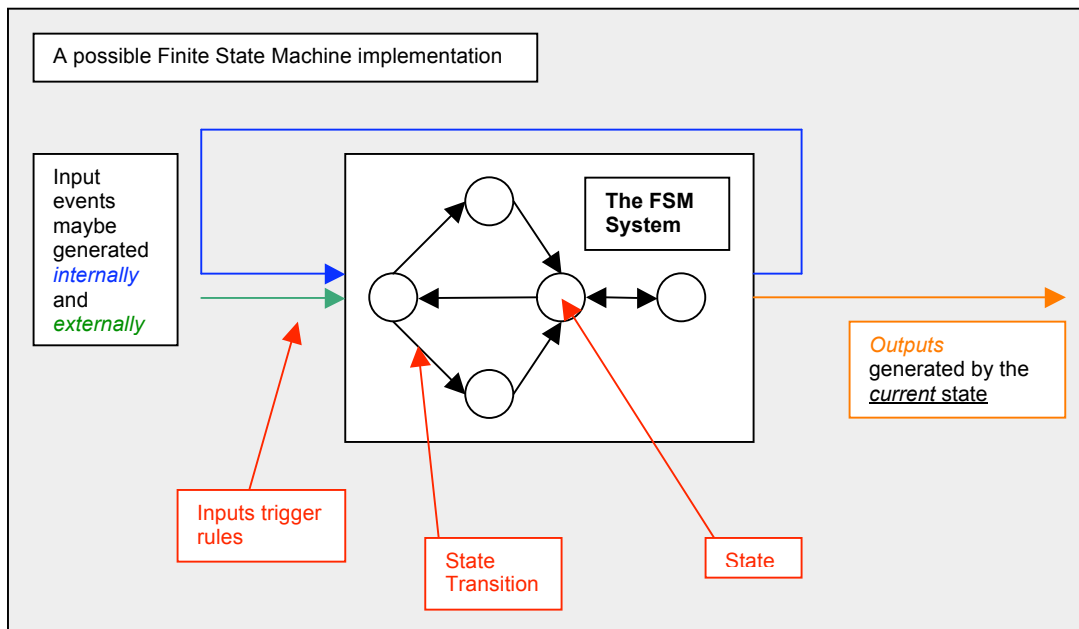 A possible Finite State Machine implementation
Input
events
maybe
generated
internally
and
externally
The FSM
System
Outputs
generated by the
current state
Inputs trigger
rules
State
Transition
State